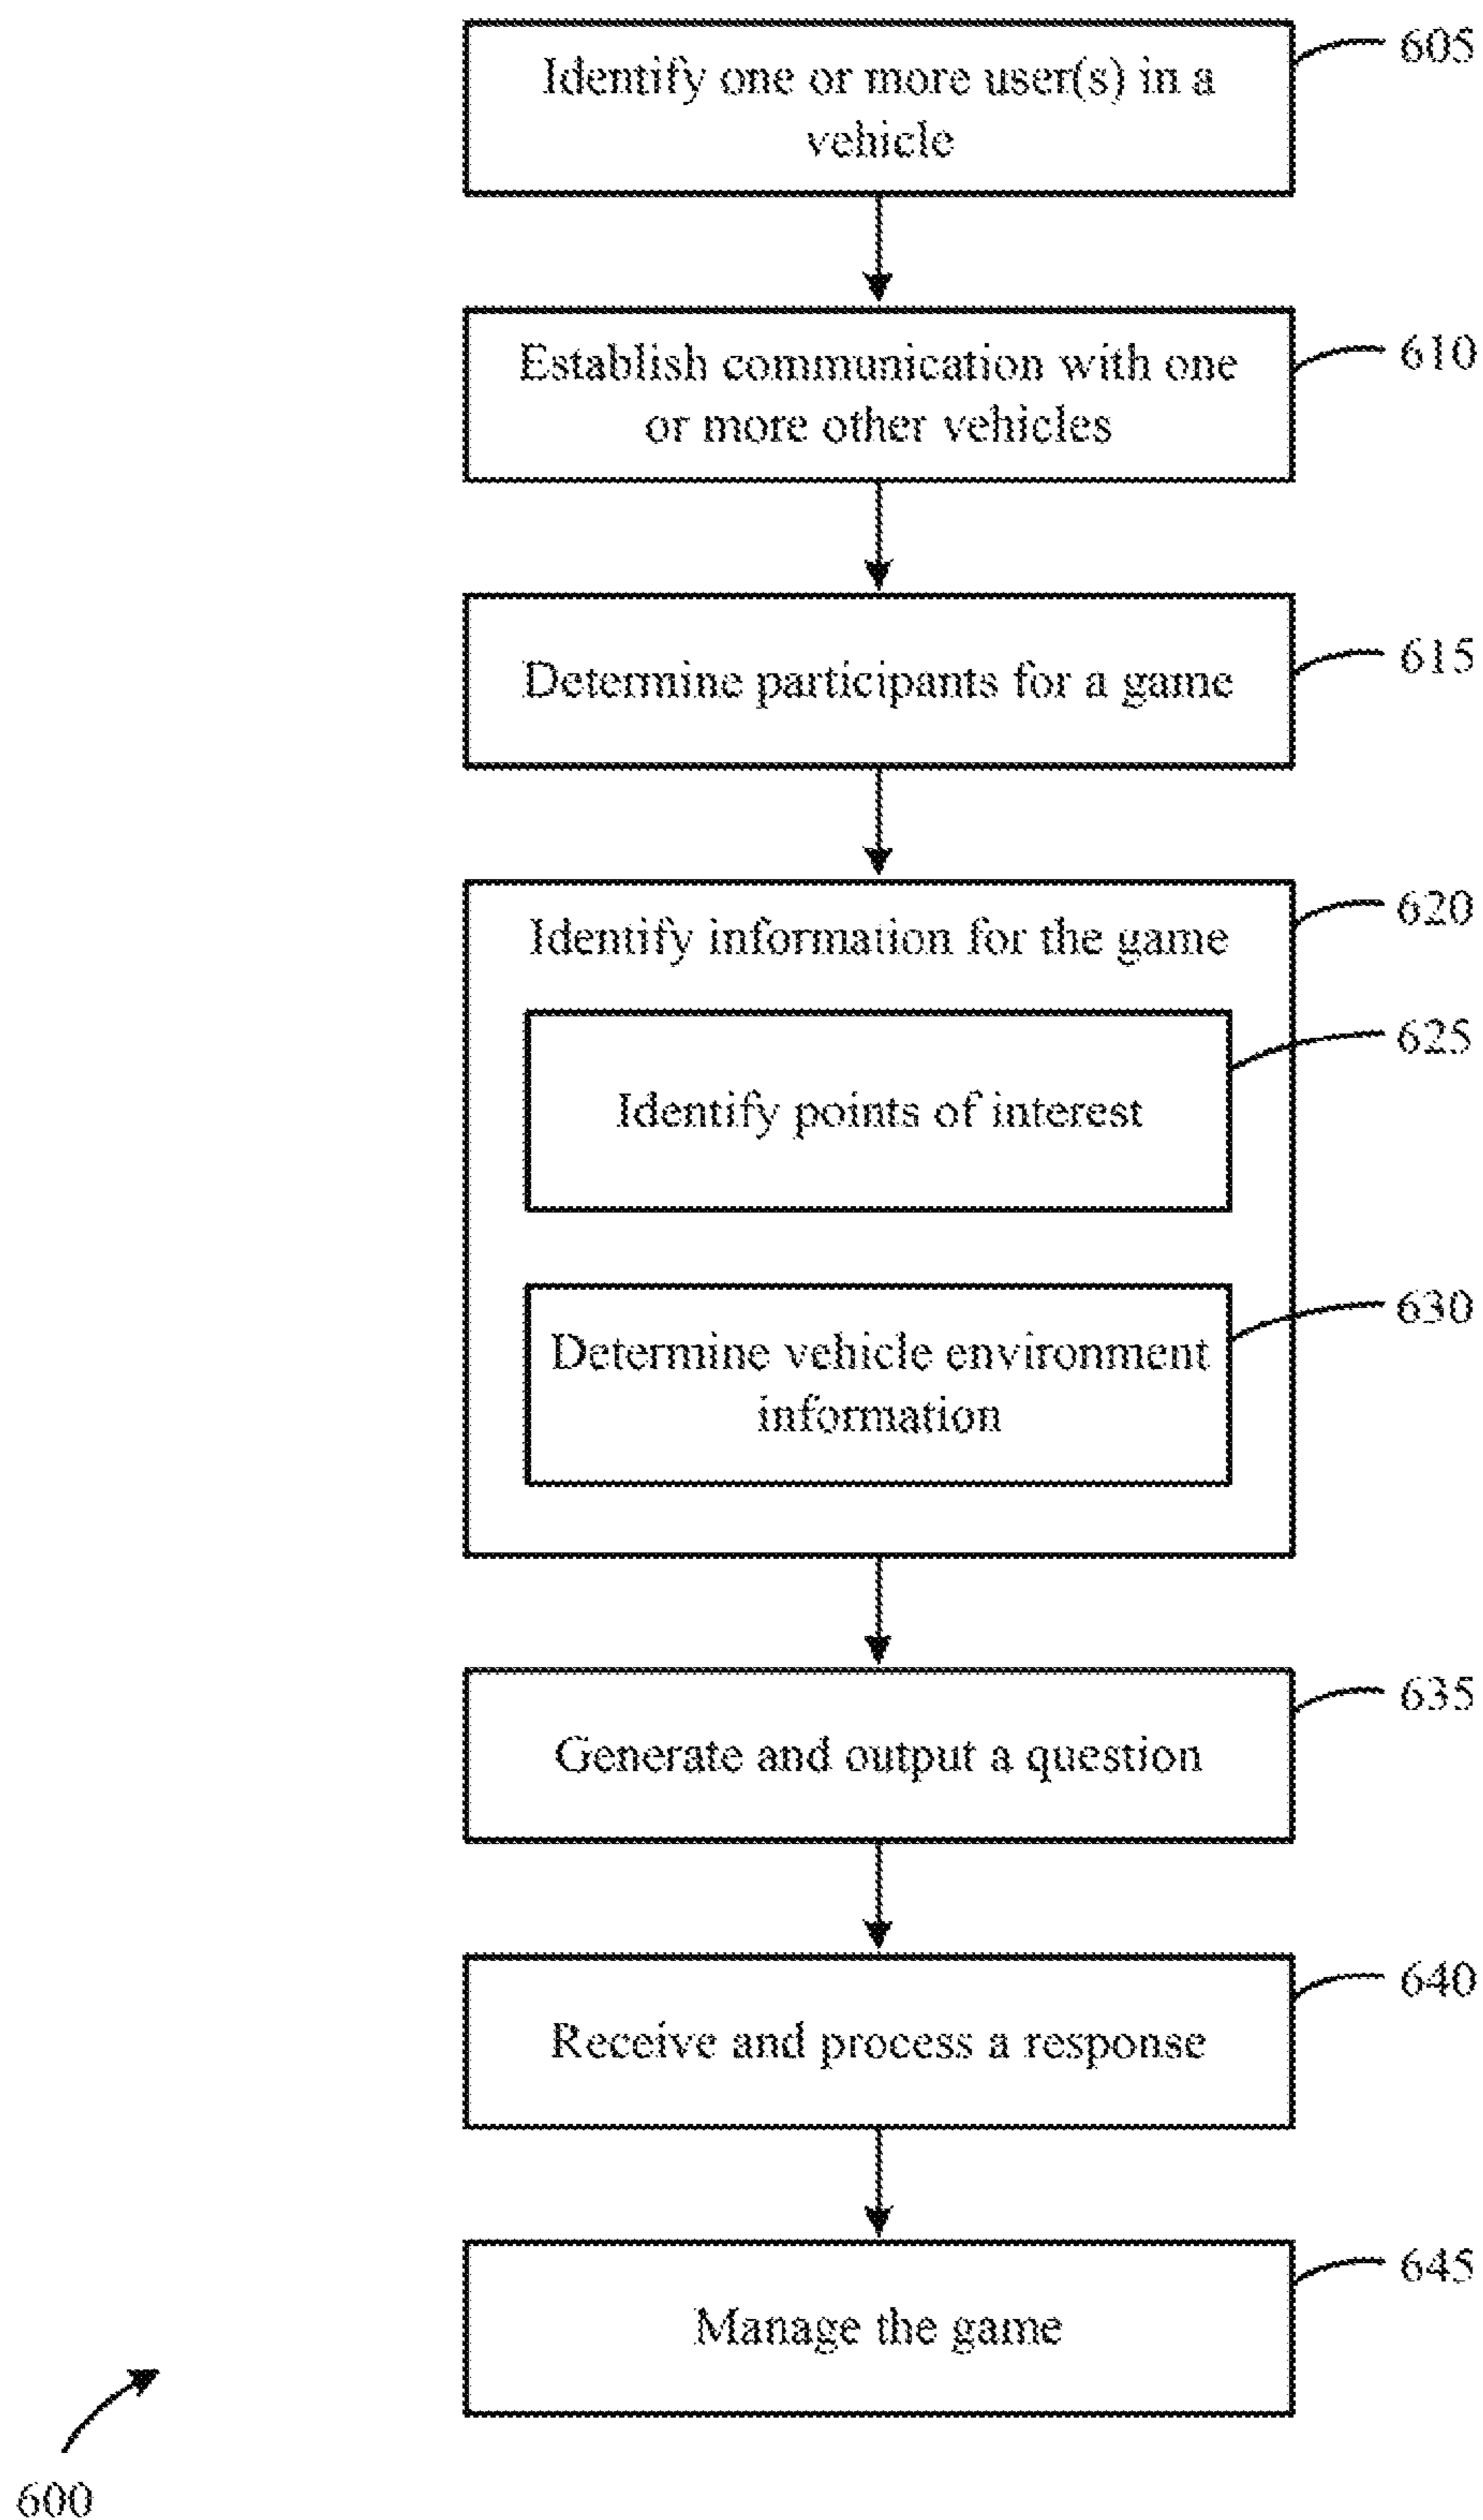 605
Identify one or more user(s) in a
vehicle
610
Establish communication with one
or more other vehicles
615
Determine participants for a game
620
Identify information for the game
625
Identify points of interest
630
Determine vehicle environment
information
635
Generate and output a question
640
Receive and process a response
645
Manage the game
600